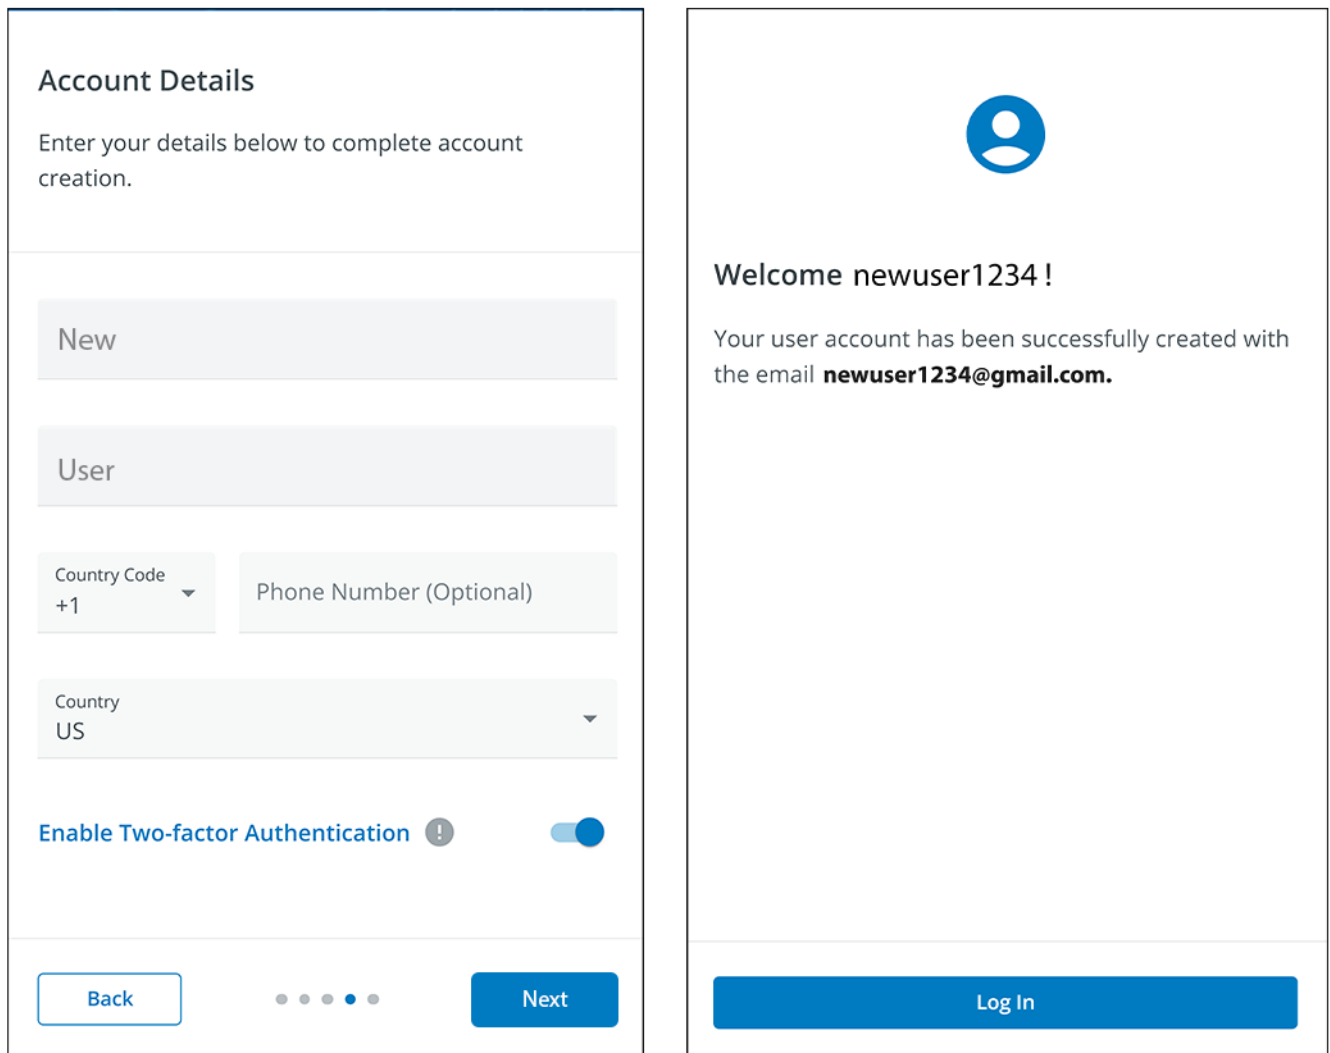 Account Details
Enter your details below to complete account
creation.
New
User
Country Code
+1
Phone Number (Optional)
Country
US
Enable Two-factor Authentication !
Back
Next
Welcome newuser1234 !
Your user account has been successfully created with
the email newuser1234@gmail.com.
Log In